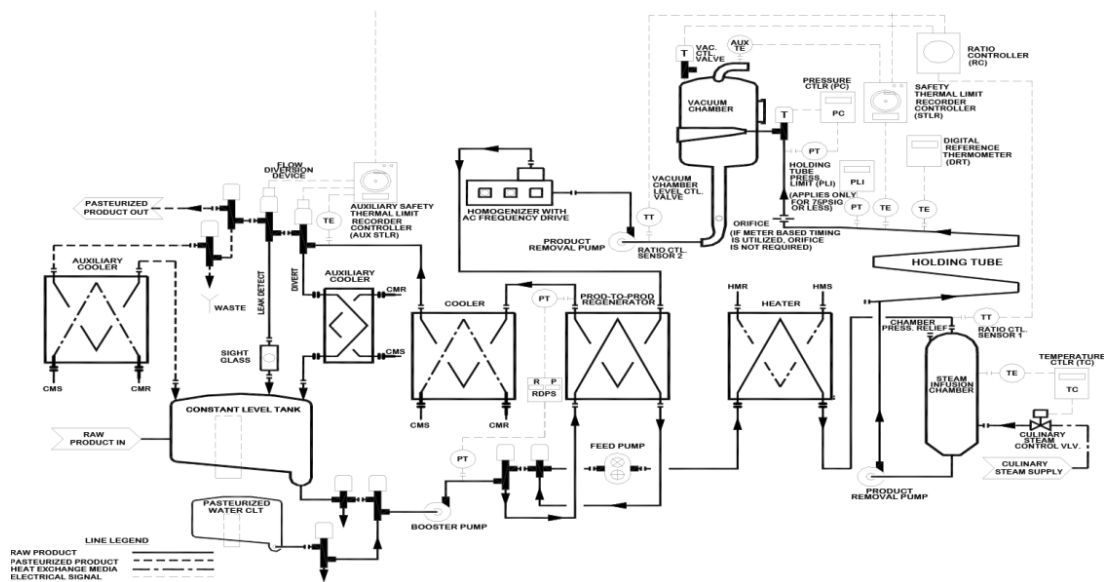 RATIO
CONTROLLER
(RC)
VAC.
CTL.
VALVE
T
AUX
TE
PRESSURE
CTLR (PC)
SAFETY
THERMAL LIMIT
RECORDER
CONTROLLER
(STLR)
VACUUM
CHAMBER
T
PC
PT
DIGITAL
REFERENCE
THERMOMETER
(DRT)
FLOW
DIVERSION
DEVICE
HOLDING
TUBE
PRESS.
LIMIT (PLI)
(APPLIES ONLY
FOR 75PSIG
OR LESS)
PLI
PT
TE
TE
PASTEURIZED
PRODUCT OUT
TE
AUXILIARY SAFETY
THERMAL LIMIT
RECORDER
CONTROLLER
(AUX STLR)
HOMOGENIZER WITH
AC FREQUENCY DRIVE
VACUUM CHAMBER
LEVEL CTL.
VALVE
TT
PRODUCT
REMOVAL PUMP
RATIO CTL.
SENSOR 2
ORIFICE
(IF METER BASED TIMING
IS UTILIZED, ORIFICE
IS NOT REQUIRED)
HOLDING TUBE
AUXILIARY
COOLER
WASTE
LEAK DETECT
DIVERT
AUXILIARY
COOLER
CMR
CMS
COOLER
PT
PROD-TO-PROD
REGENERATOR
HMR
HMS
HEATER
CHAMBER
PRESS. RELIEF
TT
RATIO CTL.
SENSOR 1
SIGHT
GLASS
CMS
CMR
R P
RDPS
STEAM
INFUSION
CHAMBER
TE
TEMPERATURE
CTLR (TC)
TC
CONSTANT LEVEL TANK
CMS
CMR
RAW
PRODUCT IN
PT
FEED PUMP
CULINARY
STEAM
CONTROL VLV.
CULINARY
STEAM SUPPLY
PRODUCT
REMOVAL PUMP
PASTEURIZED
WATER CLT
BOOSTER PUMP
LINE LEGEND
RAW PRODUCT
PASTEURIZED PRODUCT
HEAT EXCHANGE MEDIA
ELECTRICAL SIGNAL